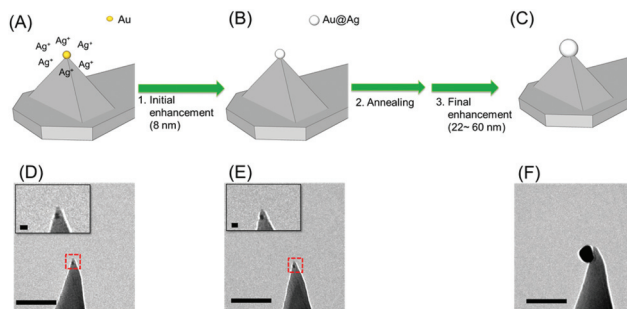 (A)
Au
(B)
Au@Ag
(C)
Ag⁺
Ag⁺
Ag⁺
Ag⁺
Ag⁺
Ag⁺
Ag⁺
1. Initial
enhancement
(8 nm)
2. Annealing
3. Final
enhancement
(22~ 60 nm)
(D)
(E)
(F)